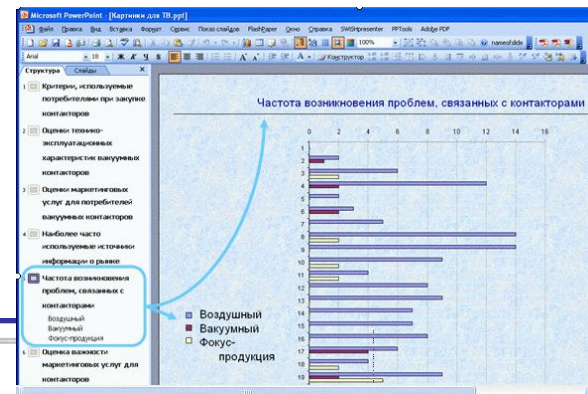 Microsoft PowerPoint - [Картинки для ТВ.ppt]
Файл Правка Вид Вставка Формат Сервис Показ слайдов FlashPaper Окно Справка SWISHpresenter PPTools Adobe PDF
100% nameofslide
Arial 18 Ж К Ч S Конструктор
Структура Слайды
1 Критерии, используемые
потребителями при закупке
контакторов
2 Оценки технико-
эксплуатационных
характеристик вакуумных
контакторов
3 Оценки маркетинговых
услуг для потребителей
вакуумных контакторов
4 Наиболее часто
используемые источники
информации о рынке
Частота возникновения
проблем, связанных с
контакторами
Воздушный
Вакуумный
Фокус-продукция
6 Оценка важности
маркетинговых услуг для
контакторов
Частота возникновения проблем, связанных с контакторами
0 2 4 6 8 10 12 14 16
1
2
3
4
5
6
7
8
9
10
11
12
13
14
15
16
17
18
19
Воздушный
Вакуумный
Фокус-
продукция